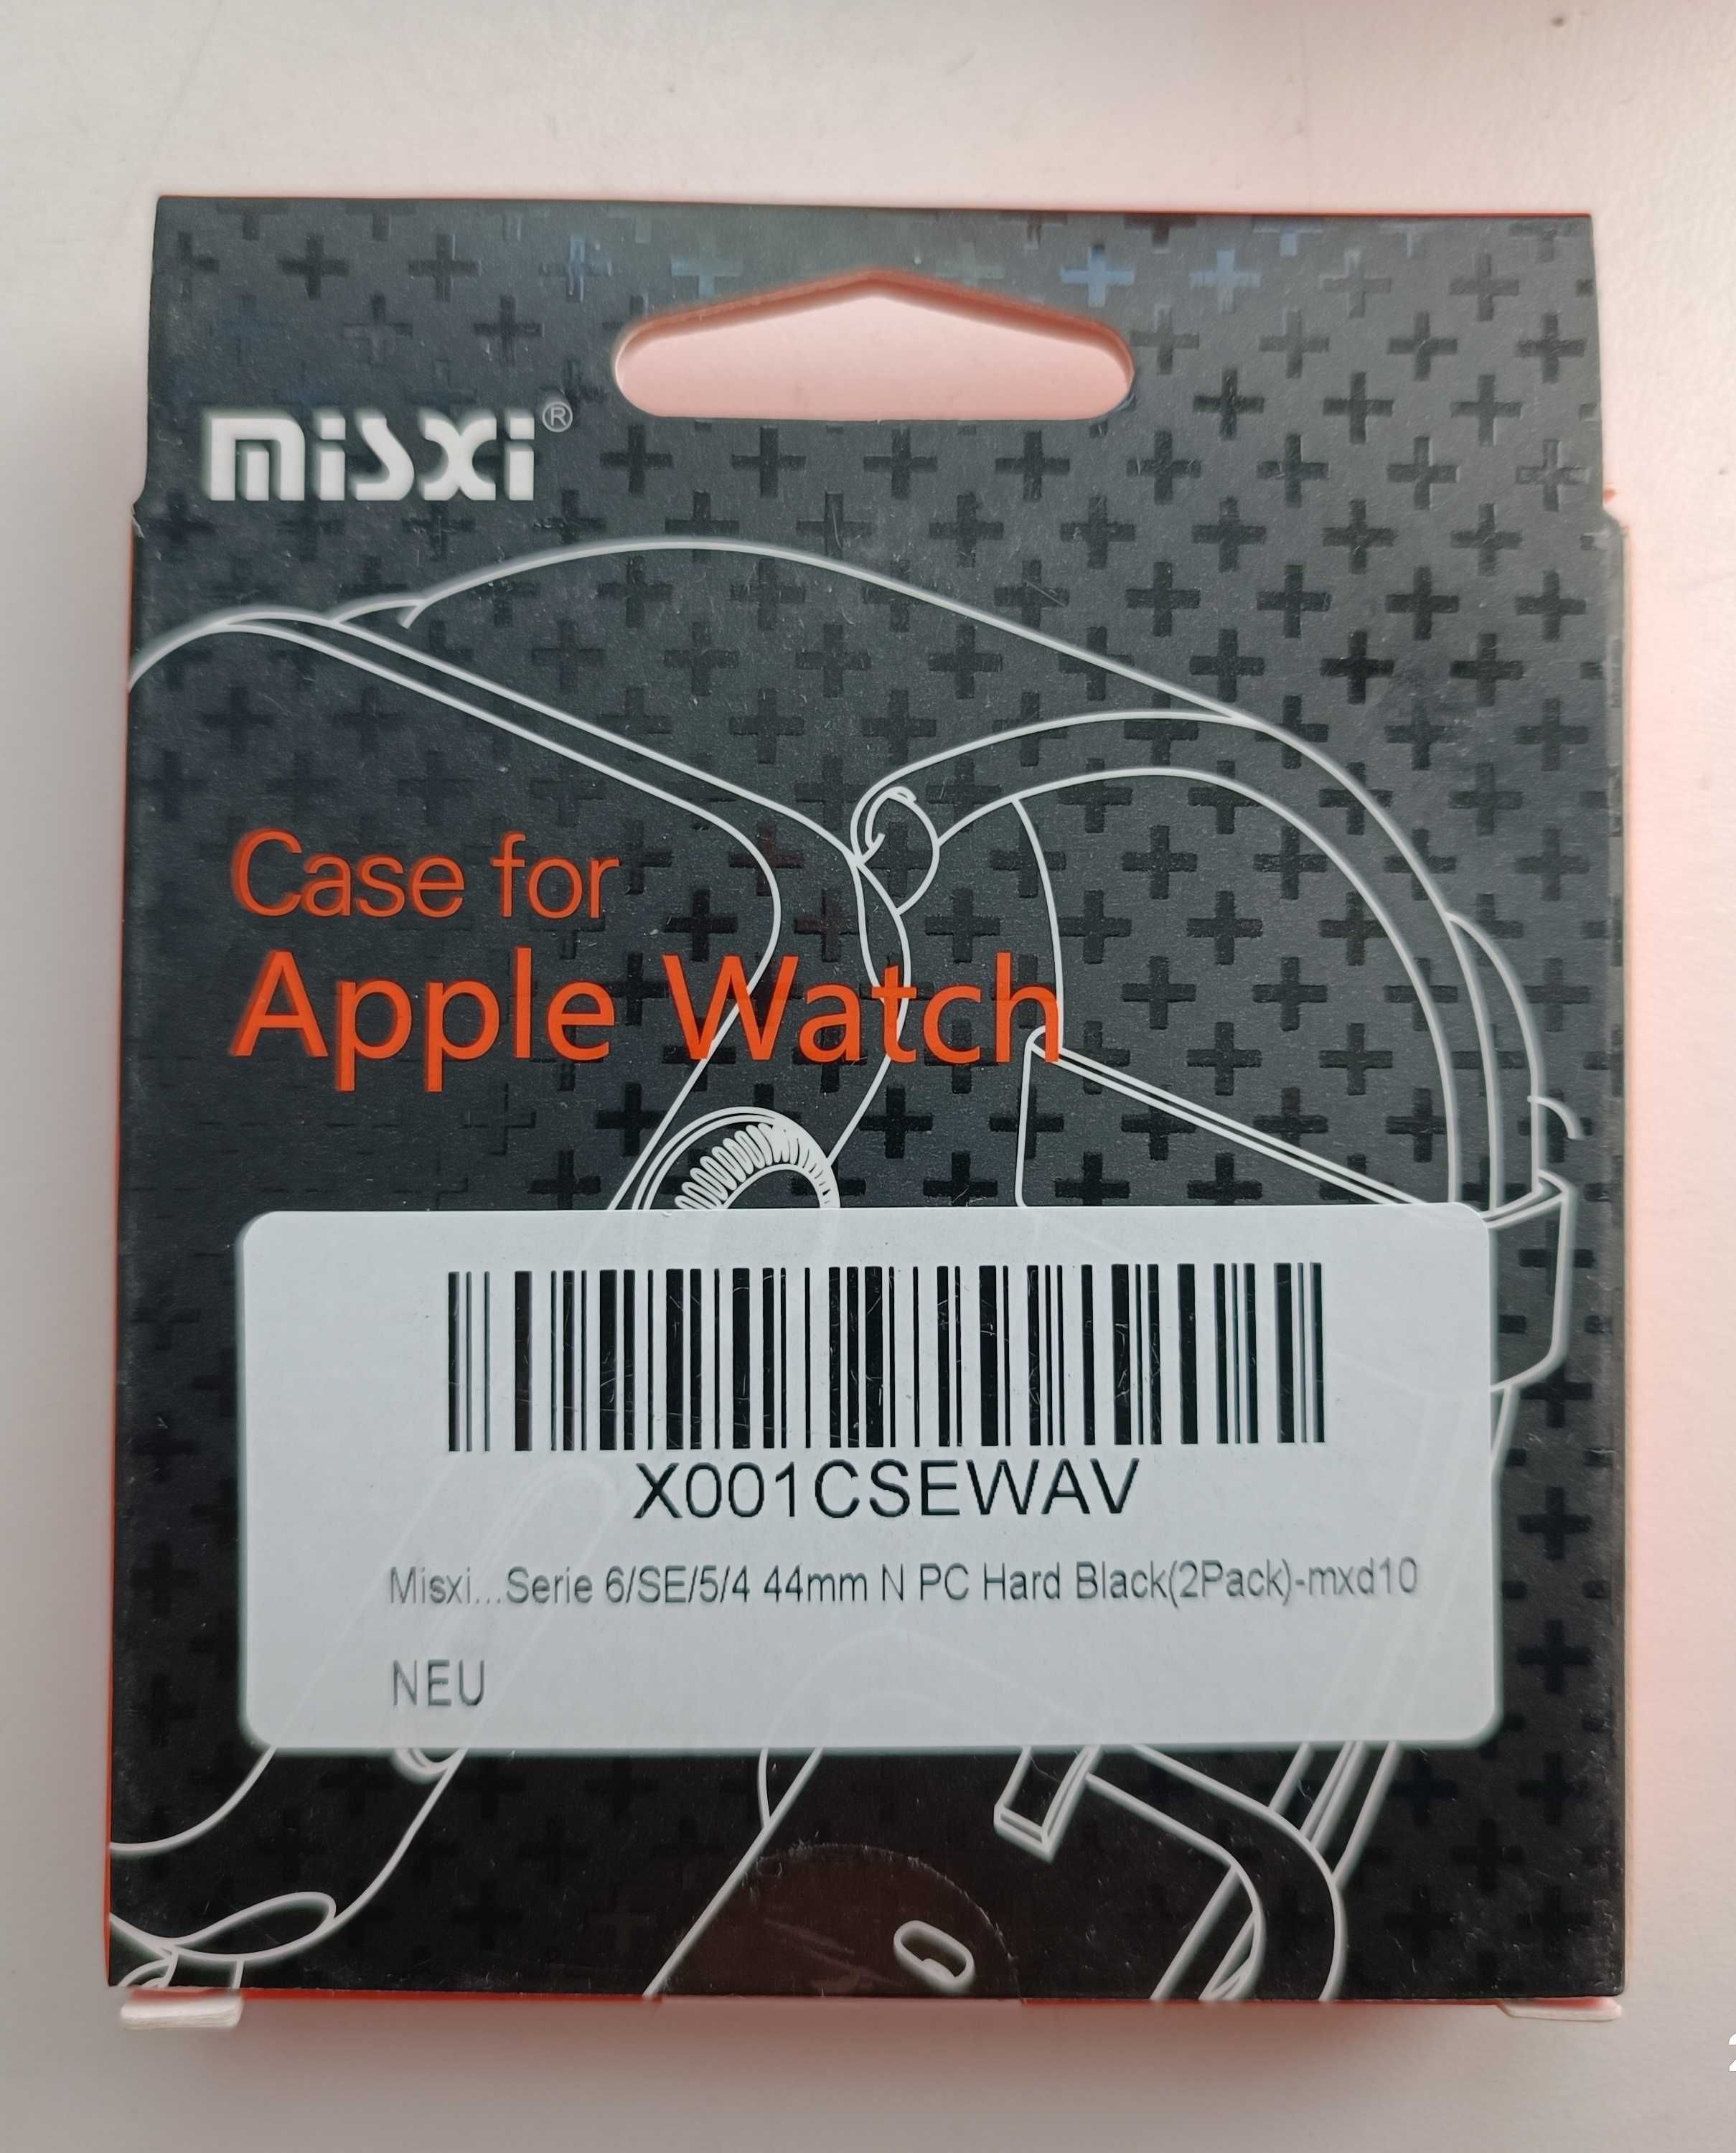 misxi®
Case for
Apple Watch
X001CSEWAV
Misxi...Serie 6/SE/5/4 44mm N PC Hard Black(2Pack)-mxd10
NEU